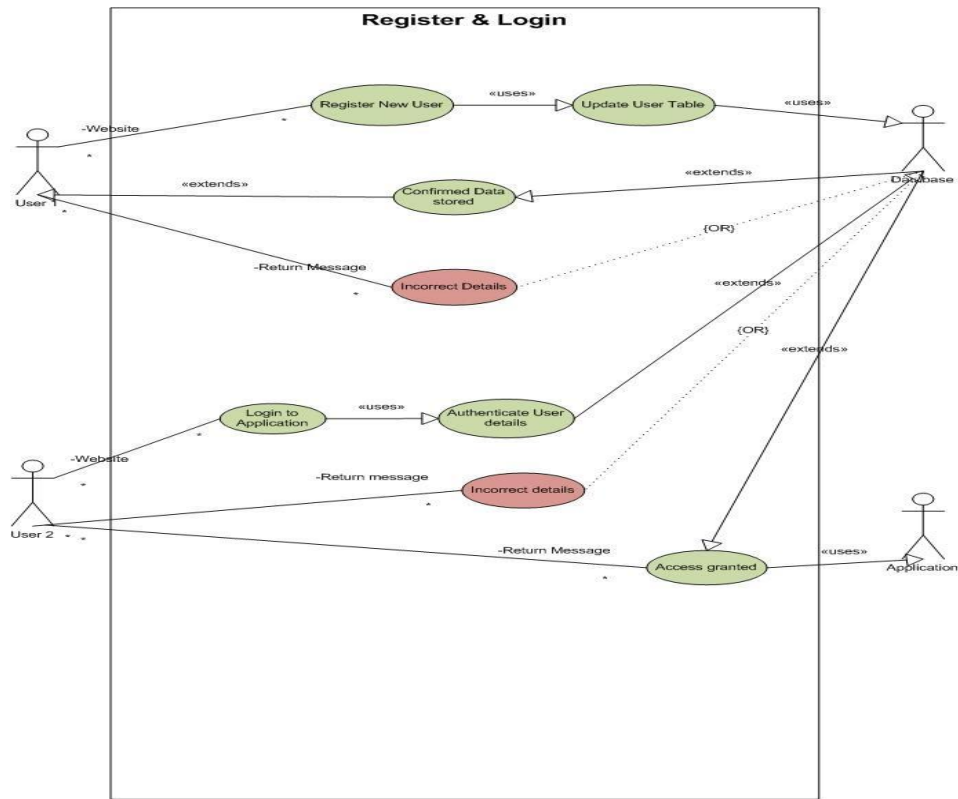 Register & Login
Register New User
«uses»
Update User Table
«uses»
-Website
*
*
User 1
*
«extends»
Confirmed Data
stored
«extends»
Database
{OR}
-Return Message
*
Incorrect Details
«extends»
{OR}
«extends»
Login to
Application
«uses»
Authenticate User
details
*
-Website
*
-Return message
*
Incorrect details
User 2
*
*
-Return Message
*
Access granted
«uses»
Application